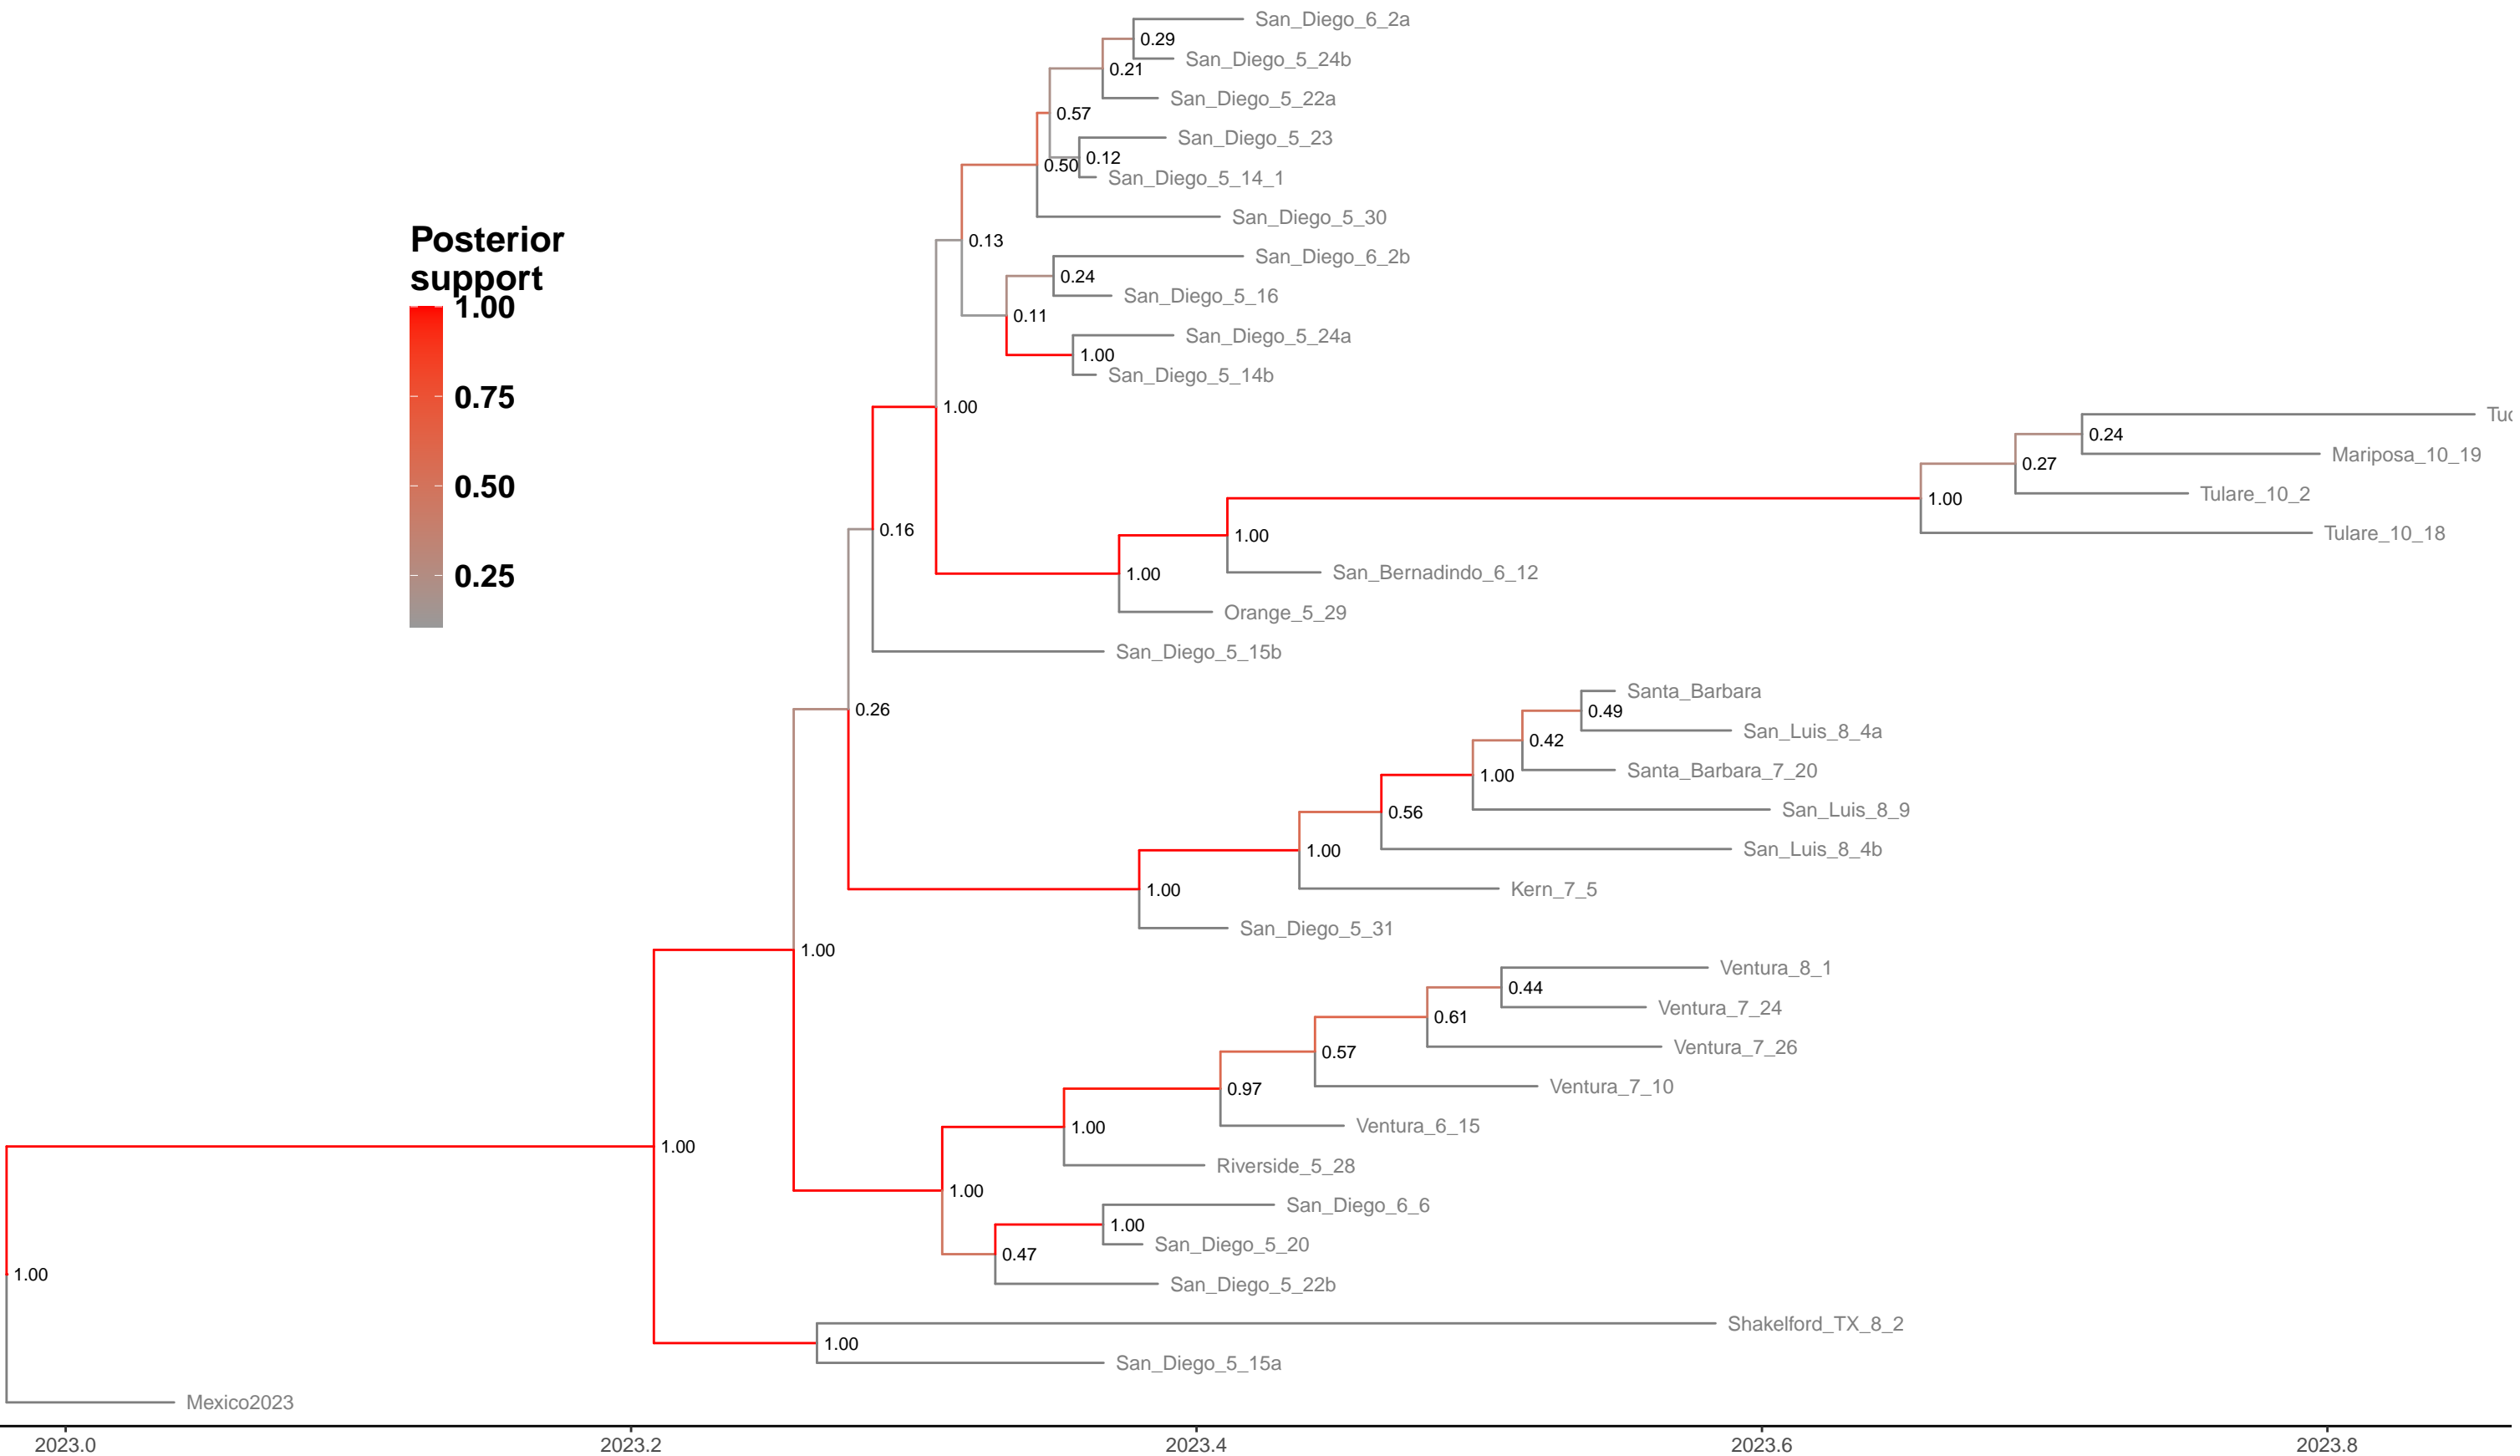 San_Diego_6_2a
0.29
San_Diego_5_24b
0.21
San_Diego_5_22a
0.57
San_Diego_5_23
0.12
0.50
San_Diego_5_14_1
San_Diego_5_30
Posterior
support
1.00
0.75
0.50
0.25
0.13
San_Diego_6_2b
0.24
San_Diego_5_16
0.11
San_Diego_5_24a
1.00
San_Diego_5_14b
1.00
0.24
Mariposa_10_19
0.27
Tulare_10_2
1.00
Tulare_10_18
0.16
1.00
San_Bernadindo_6_12
1.00
Orange_5_29
San_Diego_5_15b
Santa_Barbara
0.26
0.49
San_Luis_8_4a
0.42
Santa_Barbara_7_20
1.00
San_Luis_8_9
0.56
San_Luis_8_4b
1.00
Kern_7_5
1.00
San_Diego_5_31
1.00
Ventura_8_1
0.44
Ventura_7_24
0.61
Ventura_7_26
0.57
Ventura_7_10
0.97
Ventura_6_15
1.00
1.00
Riverside_5_28
1.00
San_Diego_6_6
1.00
San_Diego_5_20
0.47
San_Diego_5_22b
1.00
Shakelford_TX_8_2
1.00
San_Diego_5_15a
Mexico2023
2023.0
2023.2
2023.4
2023.6
2023.8